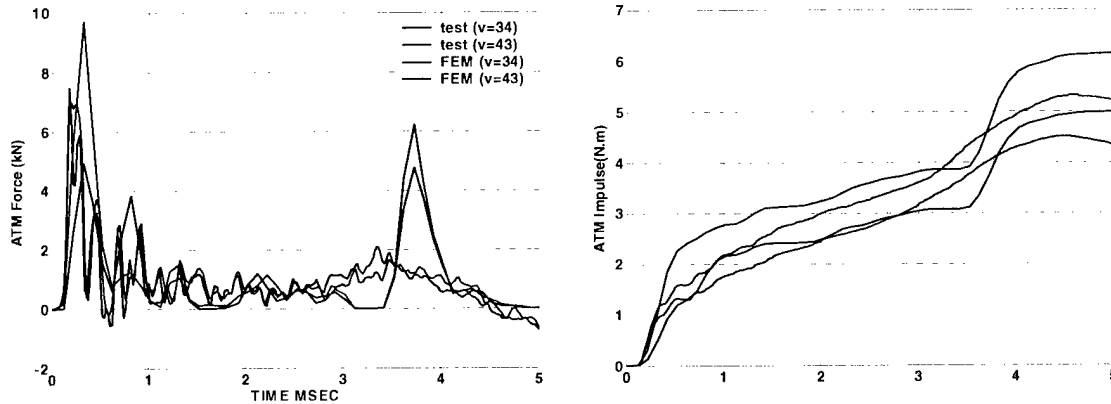 10
8
6
4
2
0
-2
ATM Force (kN)
test (v=34)
test (v=43)
FEM (v=34)
FEM (v=43)
0 1 2 3 4 5
TIME MSEC
7
6
5
4
3
2
1
0
ATM Impulse(N.m)
0 1 2 3 4